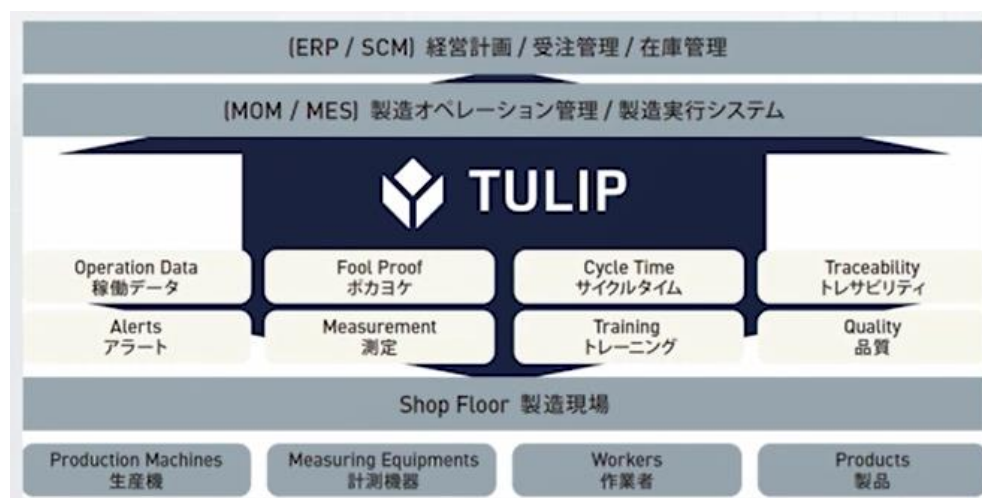 (ERP / SCM) 経営計画 / 受注管理 / 在庫管理
(MOM / MES) 製造オペレーション管理 / 製造実行システム
TULIP
Operation Data
稼働データ
Fool Proof
ポカヨケ
Cycle Time
サイクルタイム
Traceability
トレサビリティ
Alerts
アラート
Measurement
測定
Training
トレーニング
Quality
品質
Shop Floor 製造現場
Production Machines
生産機
Measuring Equipments
計測機器
Workers
作業者
Products
製品